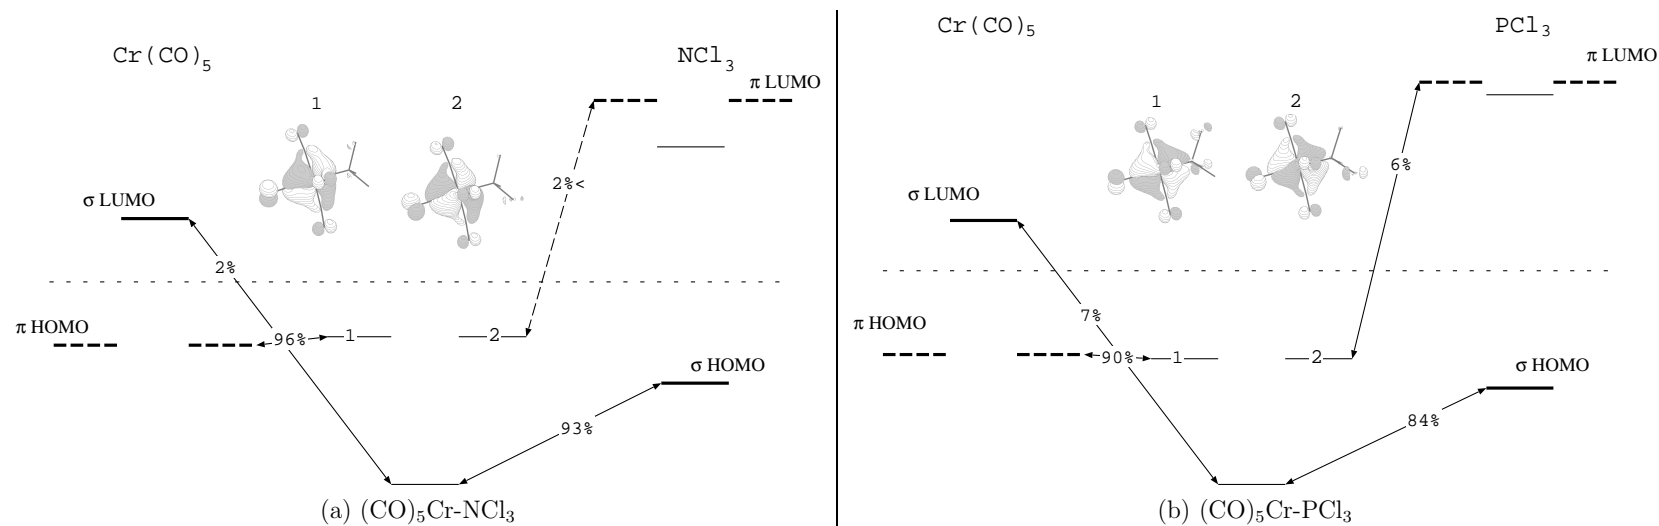 Cr(CO)₅
NCl₃
π LUMO
1
2
2%<
σ LUMO
2%
π HOMO
96%
1
2
σ HOMO
93%
(a) (CO)₅Cr-NCl₃
Cr(CO)₅
PCl₃
π LUMO
1
2
6%
σ LUMO
7%
π HOMO
90%
1
2
σ HOMO
84%
(b) (CO)₅Cr-PCl₃